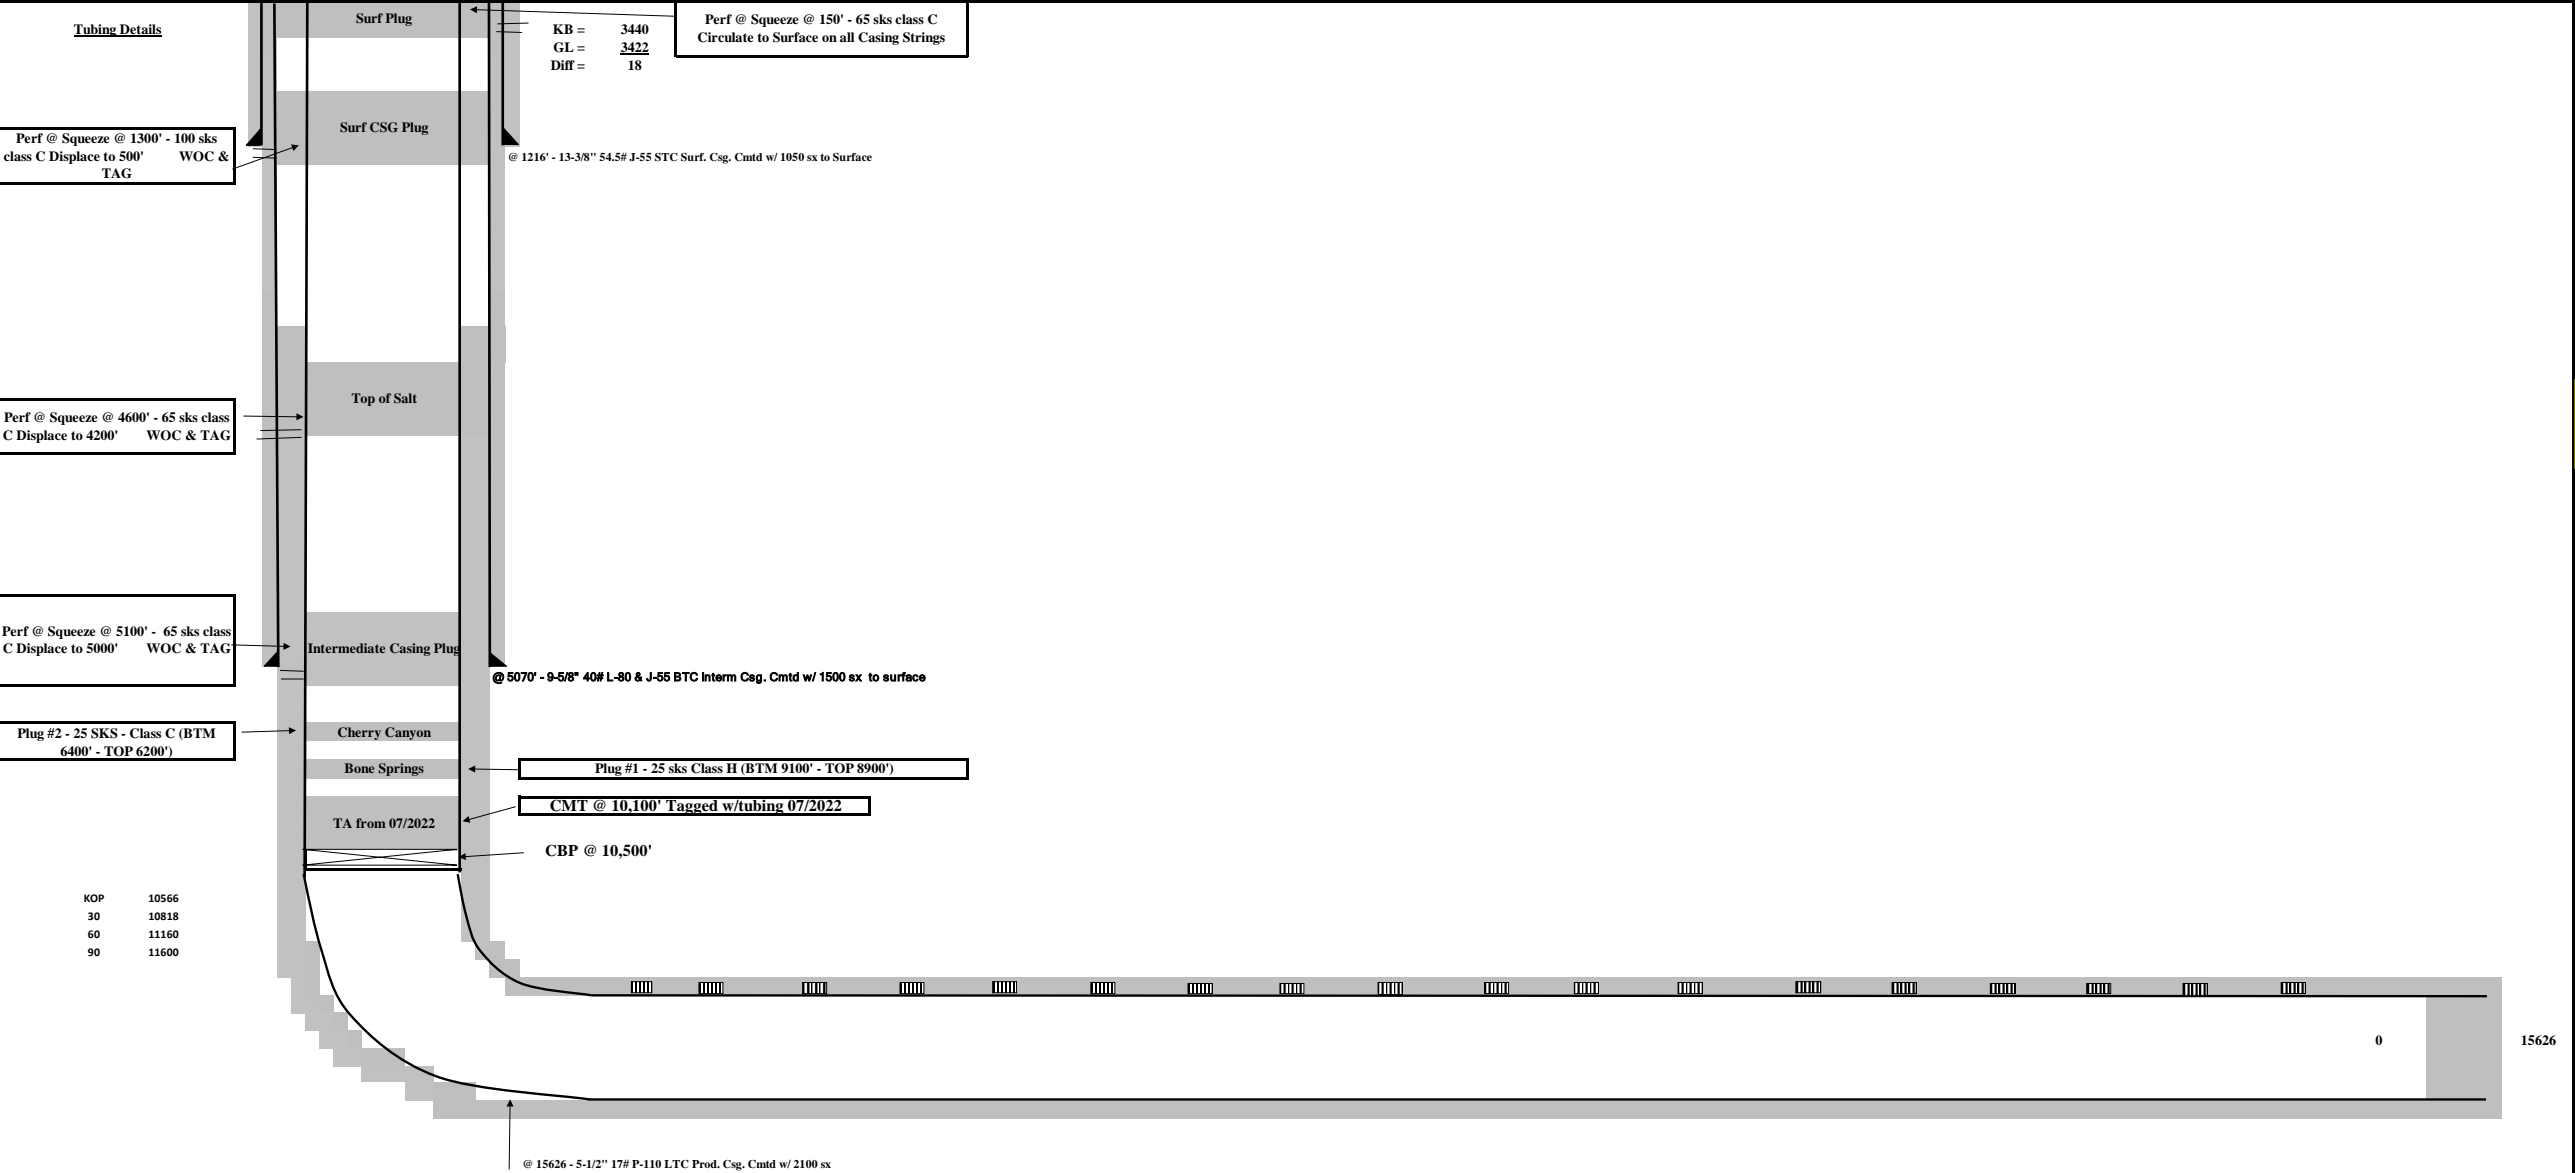 Surf Plug
Tubing Details
KB = 3440
GL = 3422
Diff = 18
Perf @ Squeeze @ 150' - 65 sks class C
Circulate to Surface on all Casing Strings
Surf CSG Plug
Perf @ Squeeze @ 1300' - 100 sks
class C Displace to 500' WOC &
TAG
@ 1216' - 13-3/8" 54.5# J-55 STC Surf. Csg. Cmtd w/ 1050 sx to Surface
Top of Salt
Perf @ Squeeze @ 4600' - 65 sks class
C Displace to 4200' WOC & TAG
Perf @ Squeeze @ 5100' - 65 sks class
C Displace to 5000' WOC & TAG
Intermediate Casing Plug
@ 5070' - 9-5/8" 40# L-80 & J-55 BTC Interm Csg. Cmtd w/ 1500 sx to surface
Plug #2 - 25 SKS - Class C (BTM
6400' - TOP 6200')
Cherry Canyon
Bone Springs
Plug #1 - 25 sks Class H (BTM 9100' - TOP 8900')
CMT @ 10,100' Tagged w/tubing 07/2022
TA from 07/2022
CBP @ 10,500'
KOP 10566
30 10818
60 11160
90 11600
0
15626
@ 15626 - 5-1/2" 17# P-110 LTC Prod. Csg. Cmtd w/ 2100 sx